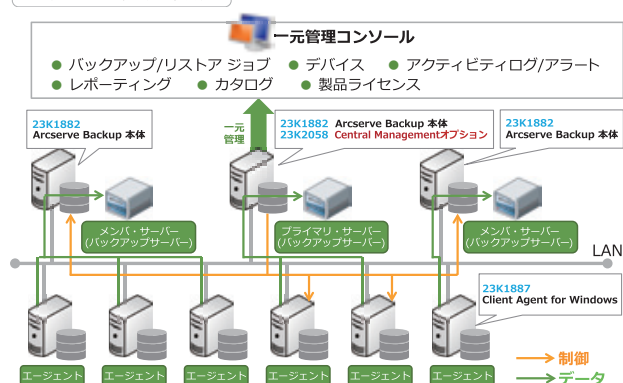 一元管理コンソール
● バックアップ/リストア ジョブ ● デバイス ● アクティビティログ/アラート
● レポーティング ● カタログ ● 製品ライセンス
23K1882
Arcserve Backup 本体
一元
管理
23K1882 Arcserve Backup 本体
23K2058 Central Managementオプション
23K1882
Arcserve Backup 本体
メンバ・サーバー
(バックアップサーバー)
プライマリ・サーバー
(バックアップサーバー)
メンバ・サーバー
(バックアップサーバー)
LAN
23K1887
Client Agent for Windows
エージェント
エージェント
エージェント
エージェント
エージェント
エージェント
制御
データ